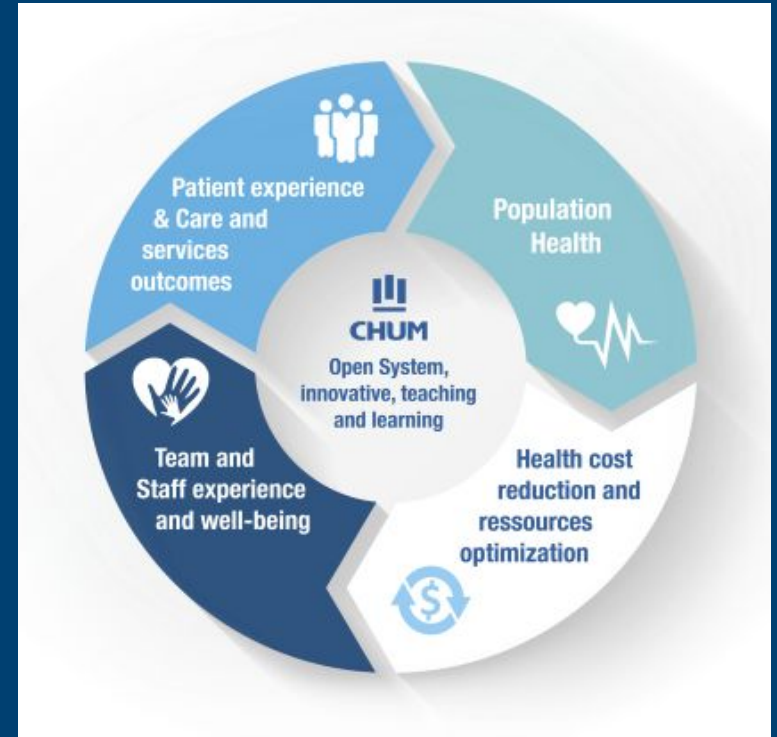 Patient experience
& Care and
services
outcomes
Population
Health
CHUM
Open System,
innovative, teaching
and learning
Team and
Staff experience
and well-being
Health cost
reduction and
ressources
optimization
$